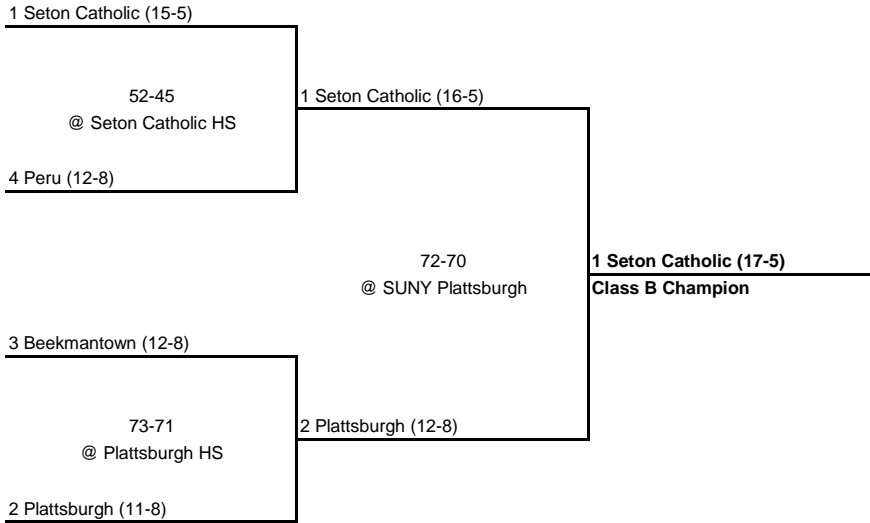 1 Seton Catholic (15-5)
52-45
@ Seton Catholic HS
1 Seton Catholic (16-5)
4 Peru (12-8)
72-70
@ SUNY Plattsburgh
1 Seton Catholic (17-5)
Class B Champion
3 Beekmantown (12-8)
73-71
@ Plattsburgh HS
2 Plattsburgh (12-8)
2 Plattsburgh (11-8)